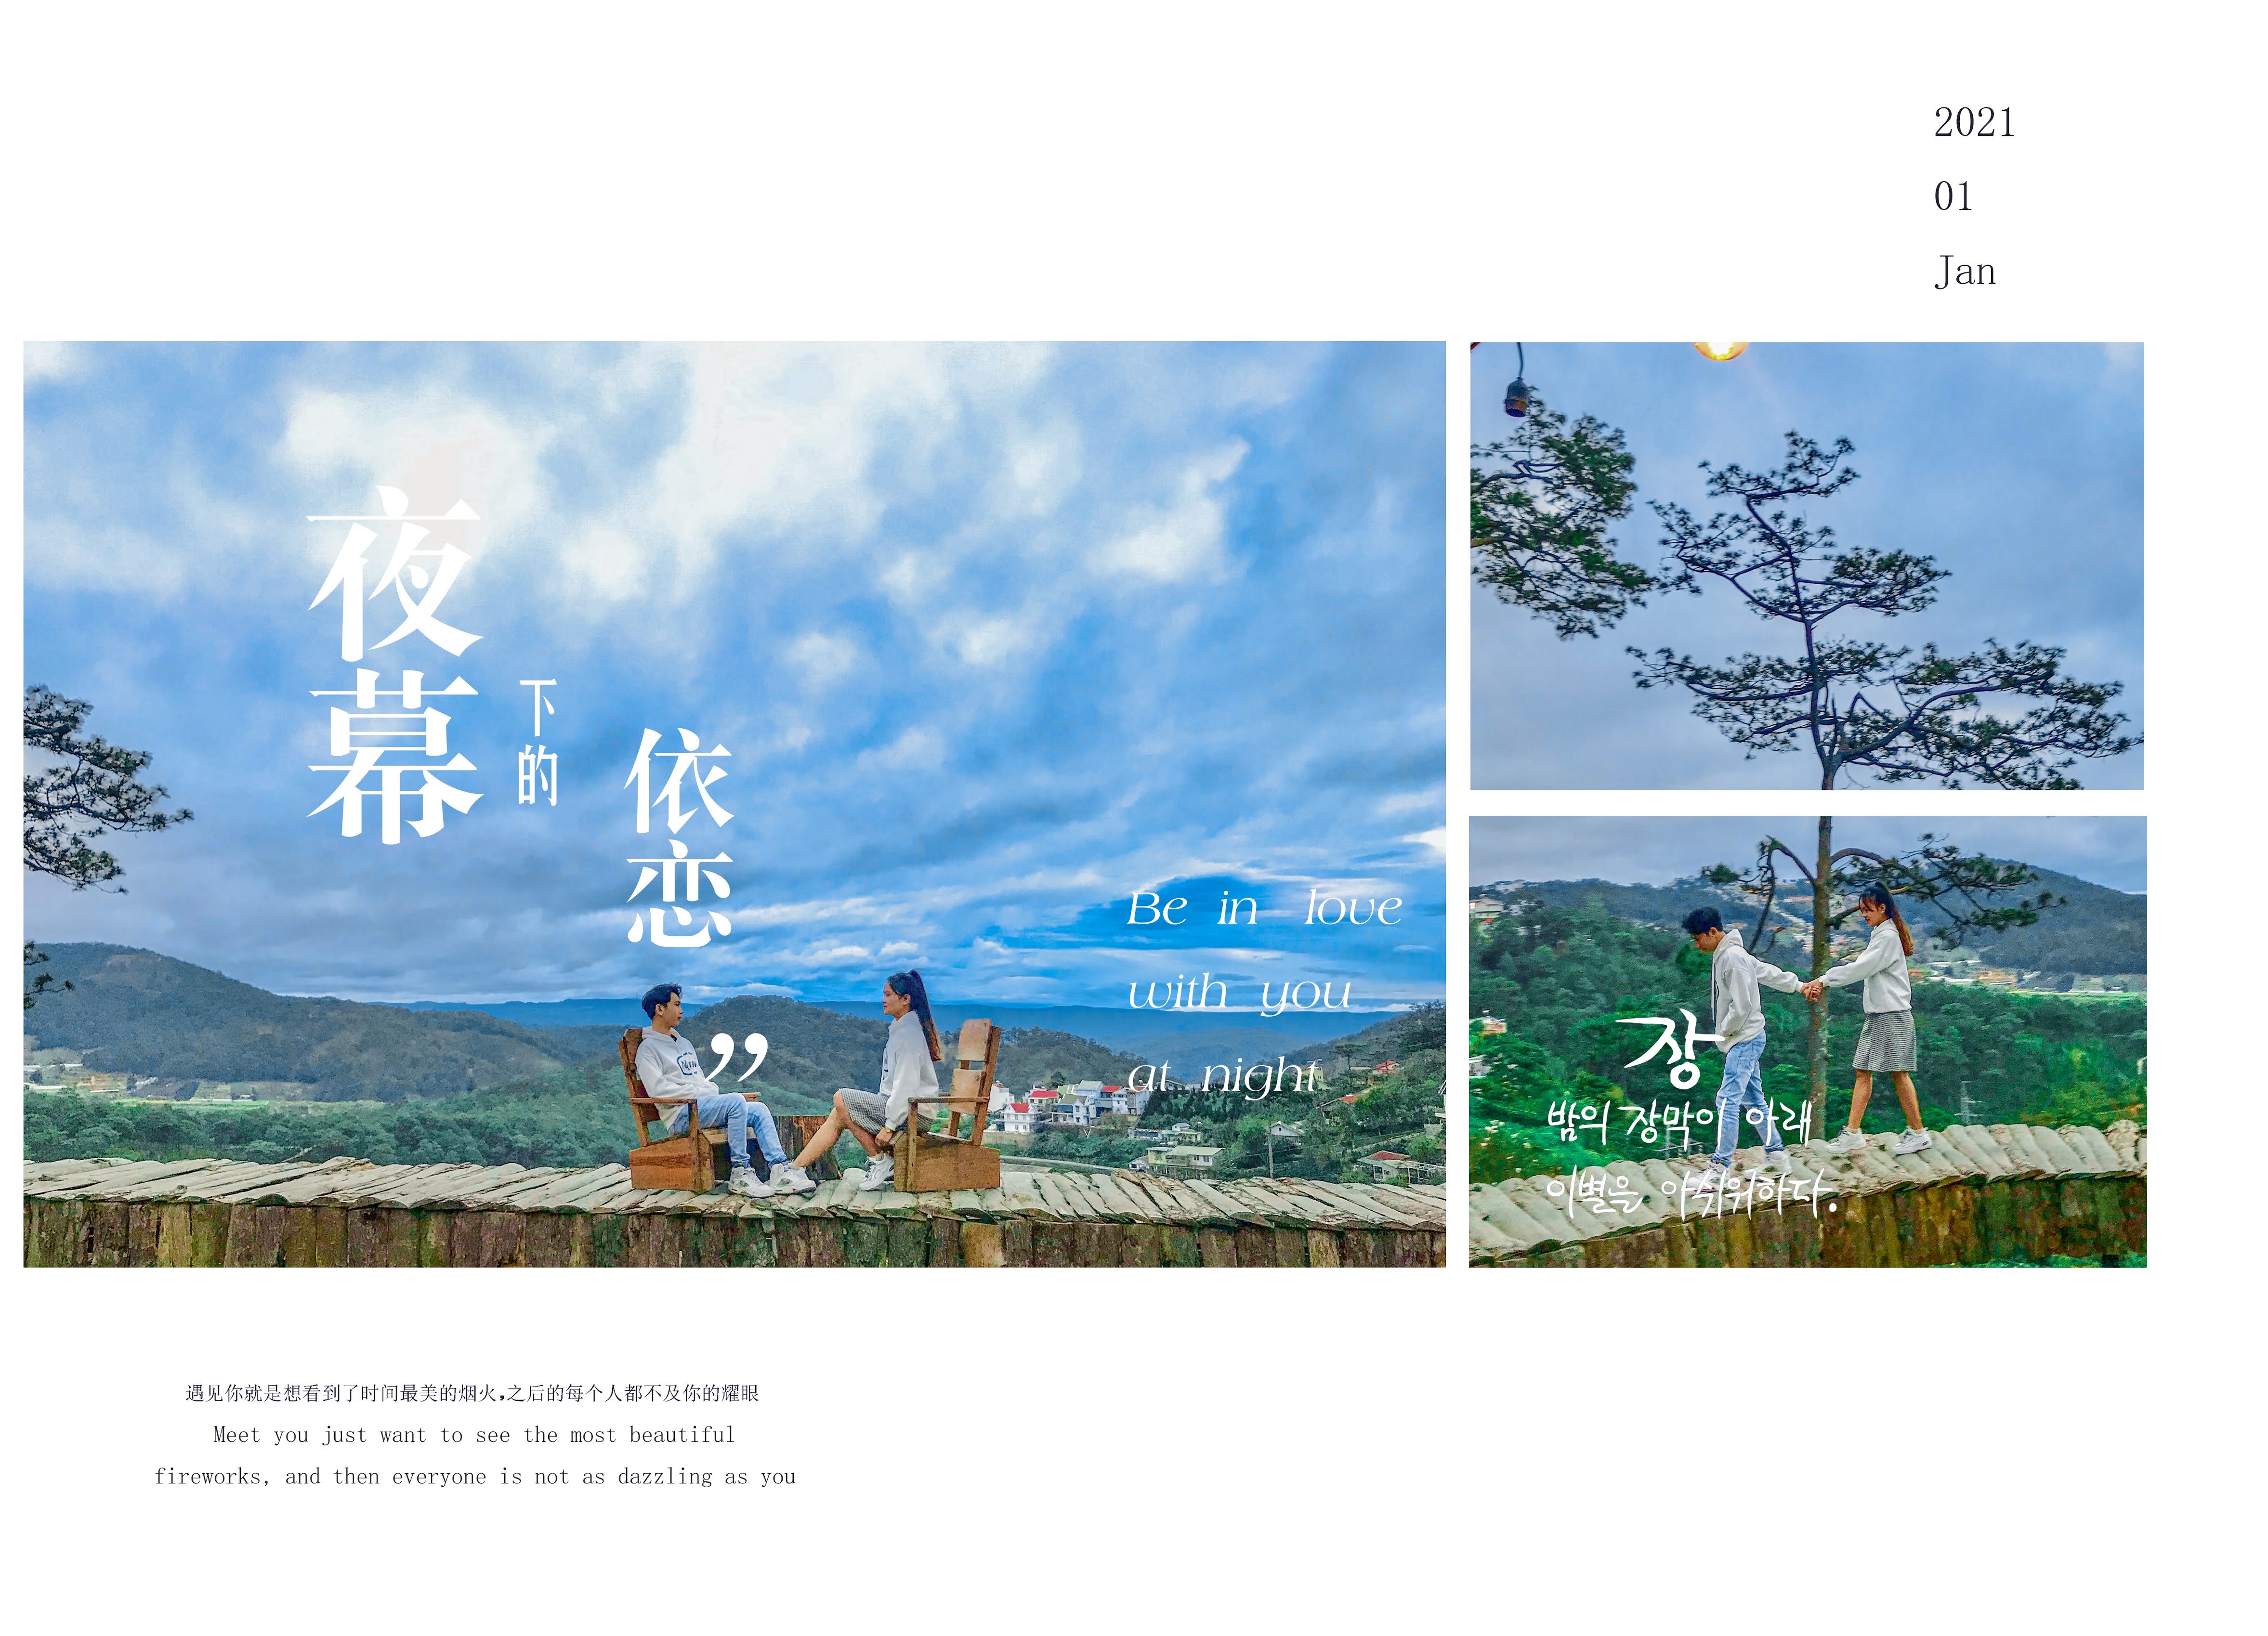 2021
01
Jan
夜幕
下的
依恋
”
Be in love
with you
at night
장
밤의 장막이 아래
이별을 아쉬워하다.
遇见你就是想看到了时间最美的烟火,之后的每个人都不及你的耀眼
Meet you just want to see the most beautiful
fireworks, and then everyone is not as dazzling as you